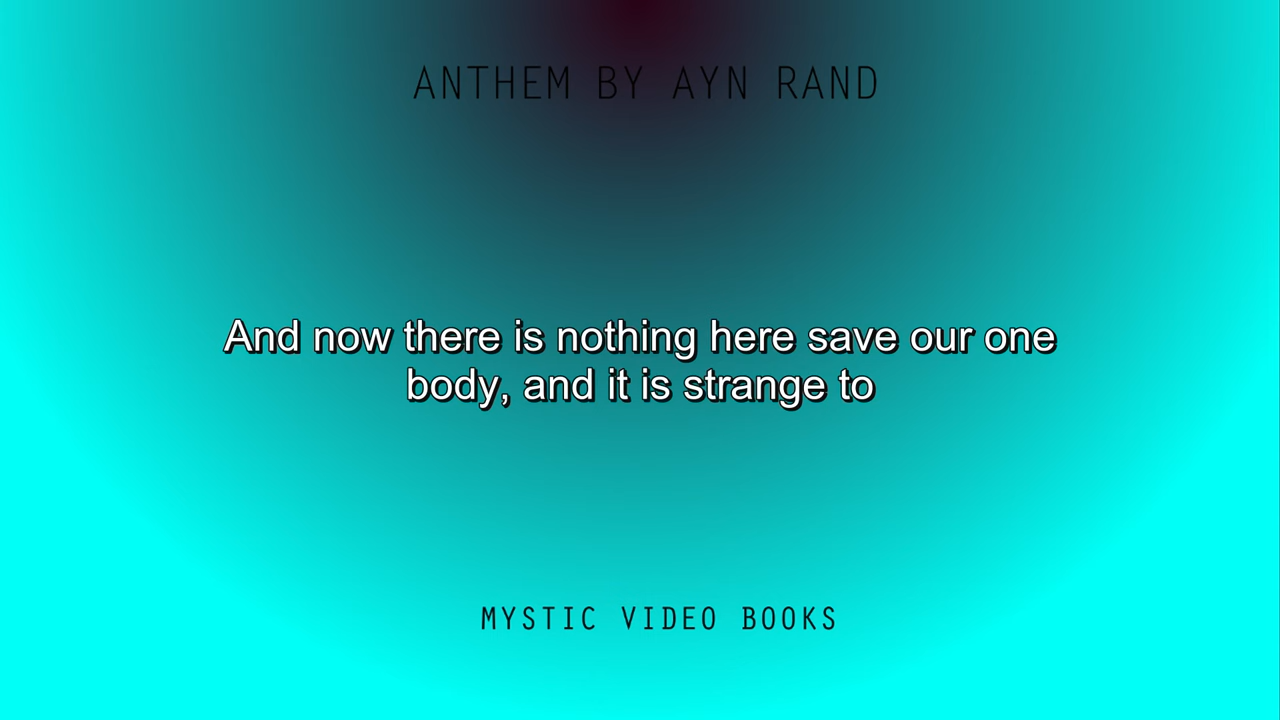 ANTHEM BY AYN RAND
And now there is nothing here save our one
body, and it is strange to
MYSTIC VIDEO BOOKS